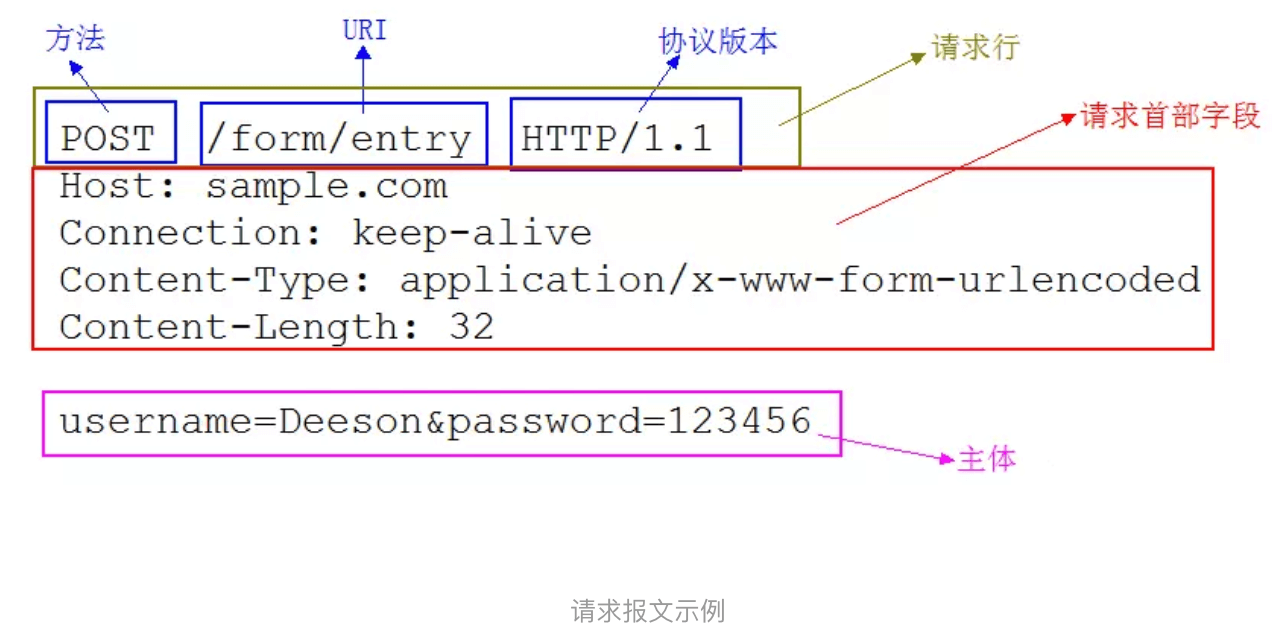 方法 URI 协议版本 请求行
请求首部字段
POST /form/entry HTTP/1.1
Host: sample.com
Connection: keep-alive
Content-Type: application/x-www-form-urlencoded
Content-Length: 32
username=Deeson&password=123456
主体
请求报文示例